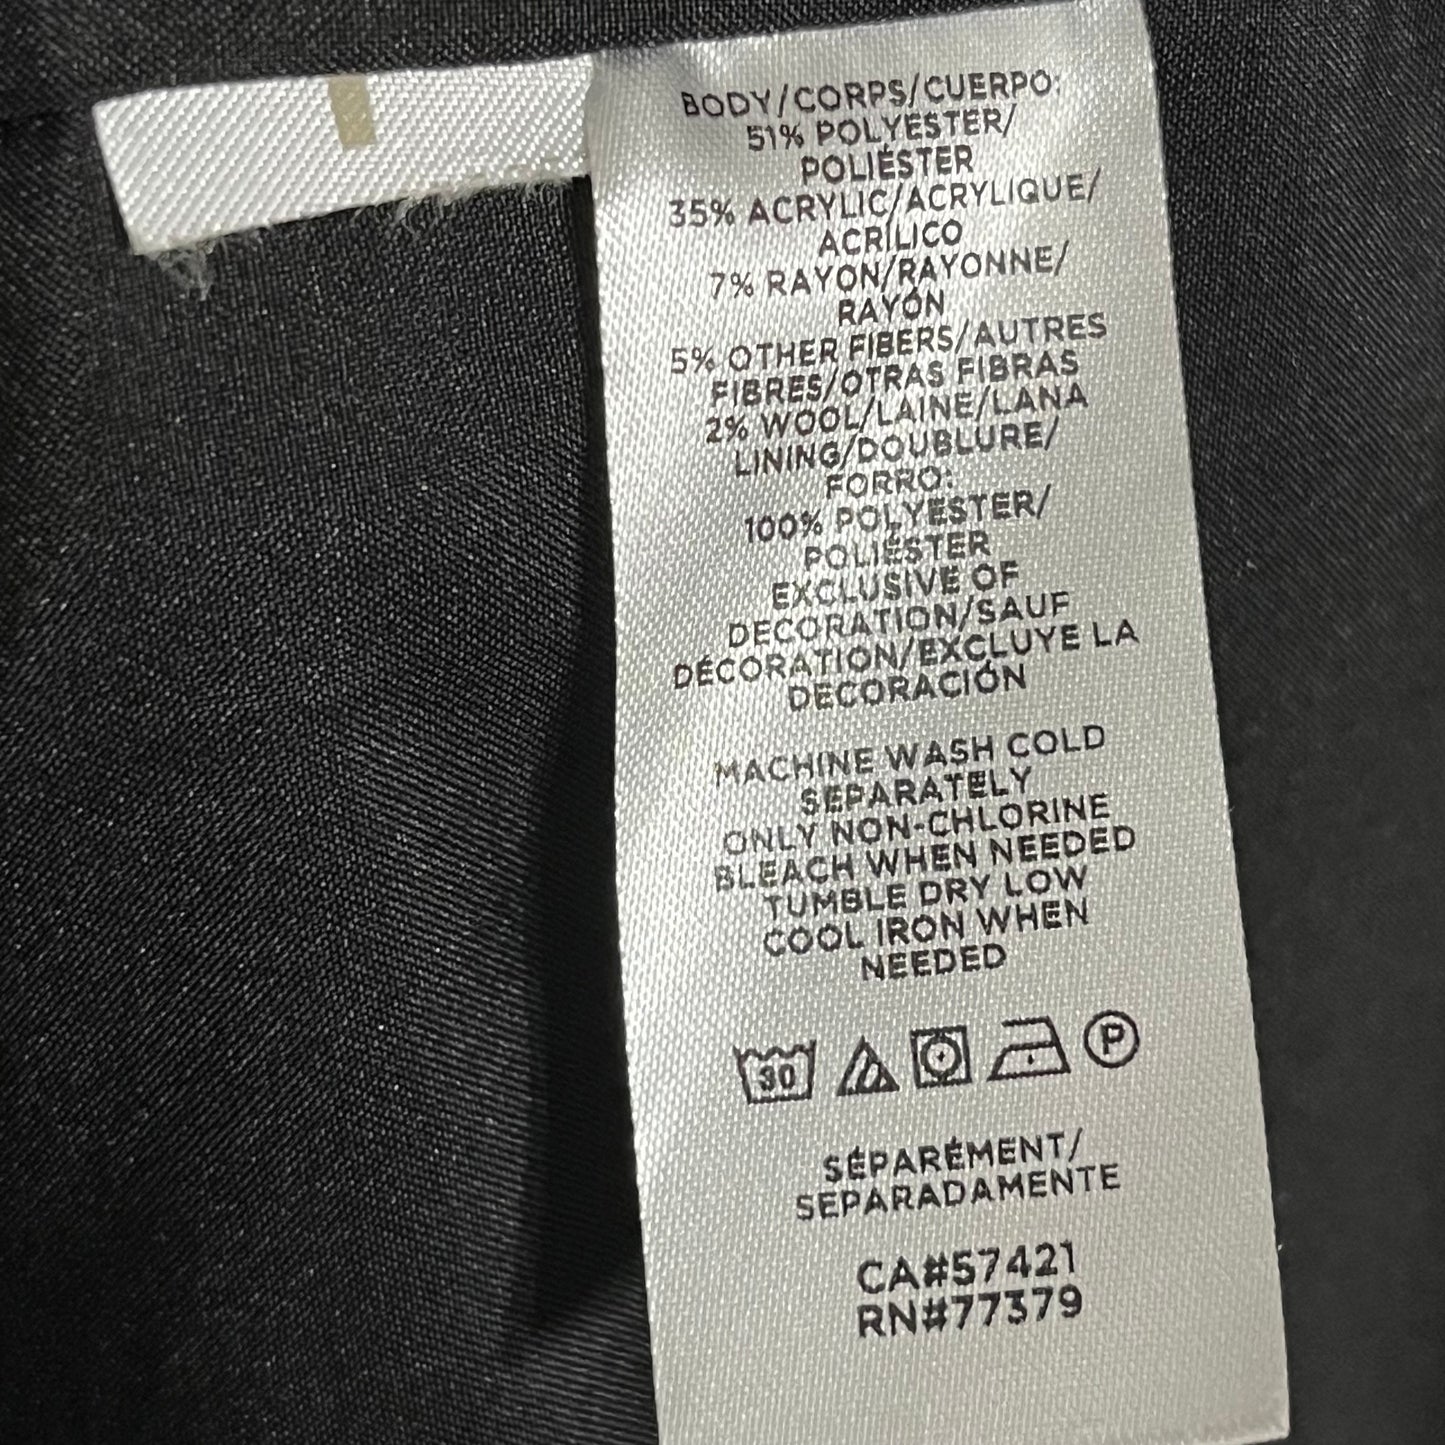 BODY/CORPS/CUERPO:
51% POLYESTER/
POLIÉSTER
35% ACRYLIC/ACRYLIQUE/
ACRÍLICO
7% RAYON/RAYONNE/
RAYÓN
5% OTHER FIBERS/AUTRES
FIBRES/OTRAS FIBRAS
2% WOOL/LAINE/LANA
LINING/DOUBLURE/
FORRO:
100% POLYESTER/
POLIÉSTER
EXCLUSIVE OF
DECORATION/SAUF
DÉCORATION/EXCLUYE LA
DECORACIÓN
MACHINE WASH COLD
SEPARATELY
ONLY NON-CHLORINE
BLEACH WHEN NEEDED
TUMBLE DRY LOW
COOL IRON WHEN
NEEDED
30 P
SÉPARÉMENT/
SEPARADAMENTE
CA#57421
RN#77379